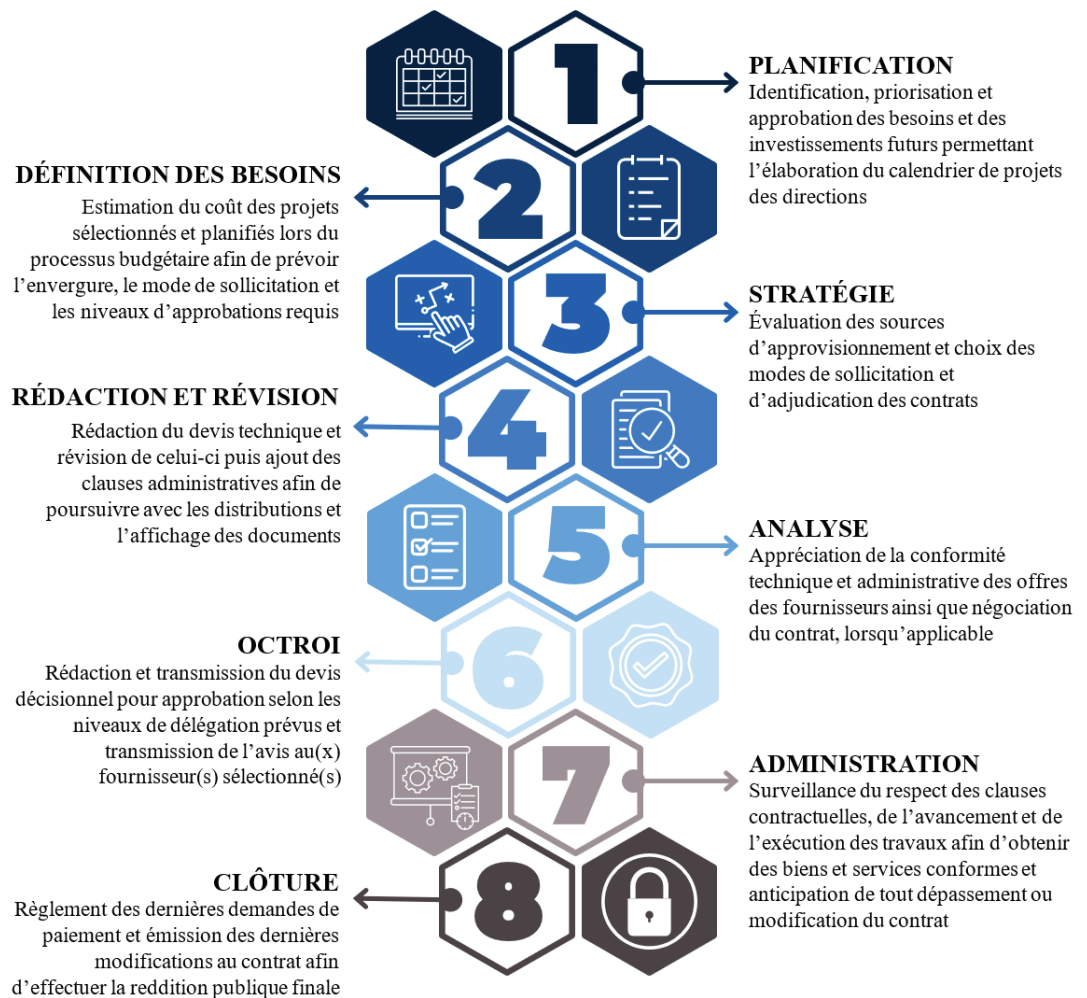 1
PLANIFICATION
Identification, priorisation et
approbation des besoins et des
investissements futurs permettant
l’élaboration du calendrier de projets
des directions
2
DÉFINITION DES BESOINS
Estimation du coût des projets
sélectionnés et planifiés lors du
processus budgétaire afin de prévoir
l’envergure, le mode de sollicitation et
les niveaux d’approbations requis
3
STRATÉGIE
Évaluation des sources
d’approvisionnement et choix des
modes de sollicitation et
d’adjudication des contrats
4
RÉDACTION ET RÉVISION
Rédaction du devis technique et
révision de celui-ci puis ajout des
clauses administratives afin de
poursuivre avec les distributions et
l’affichage des documents
5
ANALYSE
Appréciation de la conformité
technique et administrative des offres
des fournisseurs ainsi que négociation
du contrat, lorsqu’applicable
6
OCTROI
Rédaction et transmission du devis
décisionnel pour approbation selon les
niveaux de délégation prévus et
transmission de l’avis au(x)
fournisseur(s) sélectionné(s)
7
ADMINISTRATION
Surveillance du respect des clauses
contractuelles, de l’avancement et de
l’exécution des travaux afin d’obtenir
des biens et services conformes et
anticipation de tout dépassement ou
modification du contrat
8
CLÔTURE
Règlement des dernières demandes de
paiement et émission des dernières
modifications au contrat afin
d’effectuer la reddition publique finale